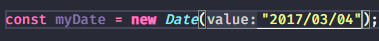 const myDate = new Date(value: "2017/03/04");